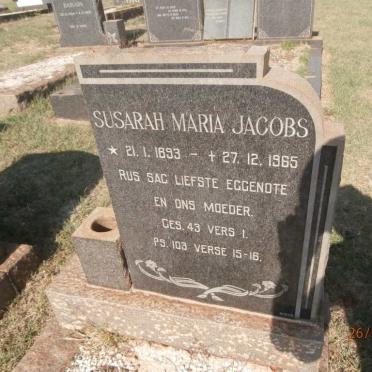 SUSARAH MARIA JACOBS
* 21. 1. 1893 - + 27. 12. 1965
RUS SAG LIEFSTE EGGENOTE
EN ONS MOEDER.
GES. 43 VERS 1.
PS. 103 VERSE 15-16.
26